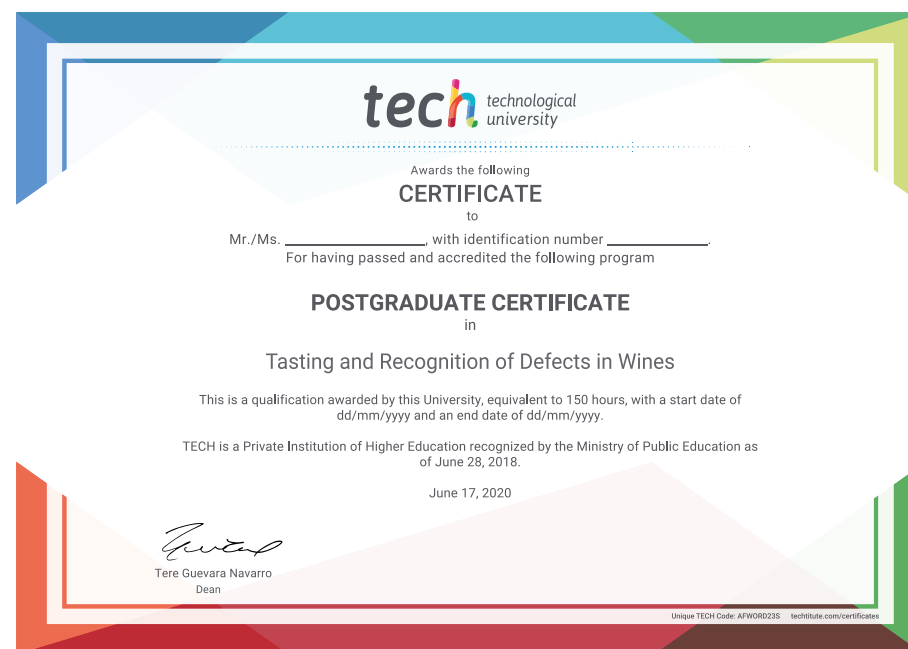 tech technological
university
Awards the following
CERTIFICATE
to
Mr./Ms. ____________________, with identification number ______________.
For having passed and accredited the following program
POSTGRADUATE CERTIFICATE
in
Tasting and Recognition of Defects in Wines
This is a qualification awarded by this University, equivalent to 150 hours, with a start date of
dd/mm/yyyy and an end date of dd/mm/yyyy.
TECH is a Private Institution of Higher Education recognized by the Ministry of Public Education as
of June 28, 2018.
June 17, 2020
Tere Guevara Navarro
Dean
Unique TECH Code: AFWORD23S techtitute.com/certificates